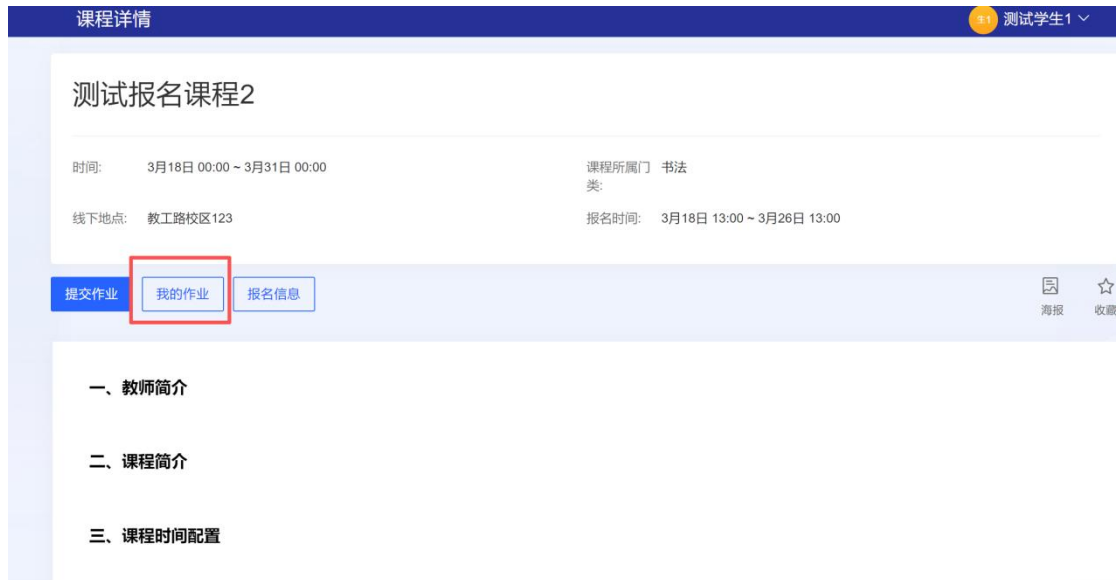 课程详情
生1 测试学生1
测试报名课程2
时间: 3月18日 00:00 ~ 3月31日 00:00
课程所属门类: 书法
线下地点: 教工路校区123
报名时间: 3月18日 13:00 ~ 3月26日 13:00
提交作业 我的作业 报名信息
海报 收藏
一、教师简介
二、课程简介
三、课程时间配置